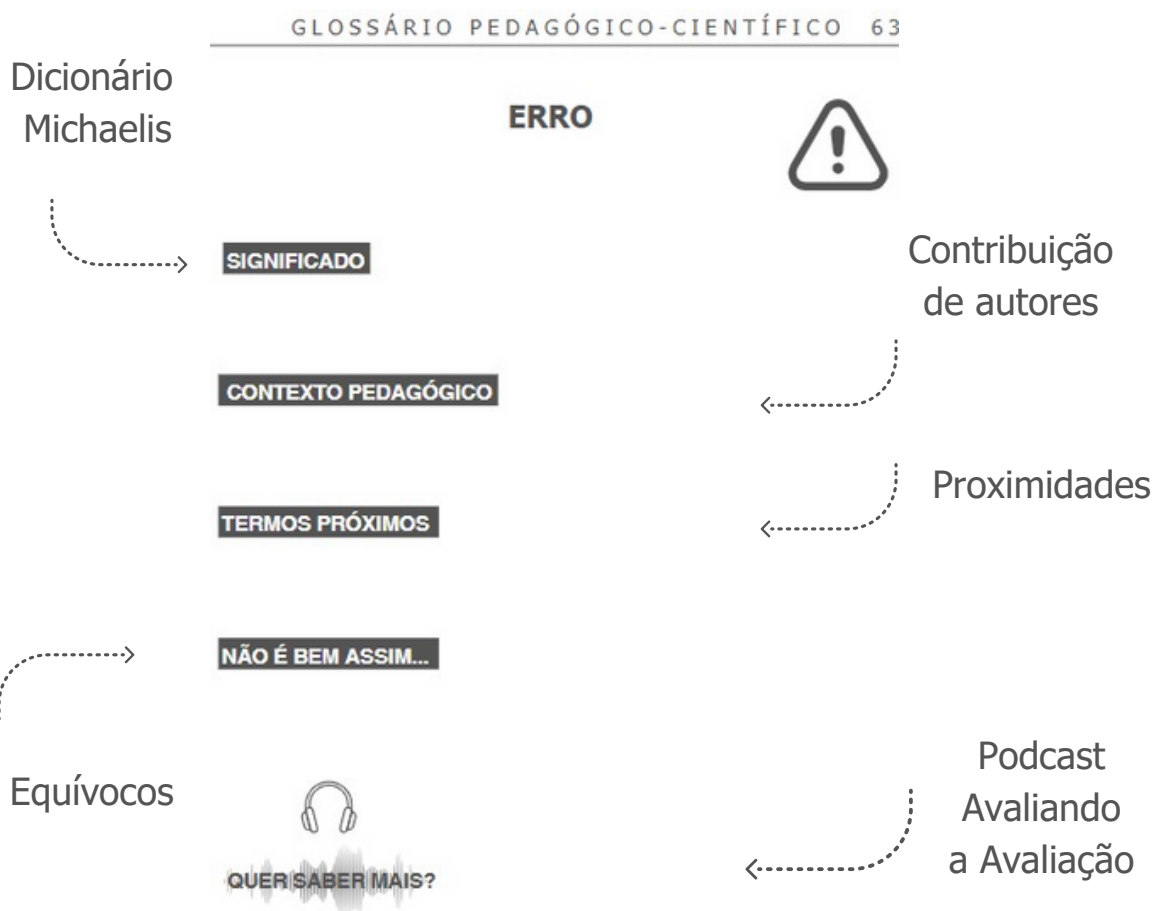 GLOSSÁRIO PEDAGÓGICO-CIENTÍFICO 63
Dicionário
Michaelis
ERRO
SIGNIFICADO
Contribuição
de autores
CONTEXTO PEDAGÓGICO
Proximidades
TERMOS PRÓXIMOS
NÃO É BEM ASSIM...
Equívocos
Podcast
Avaliando
a Avaliação
QUER SABER MAIS?